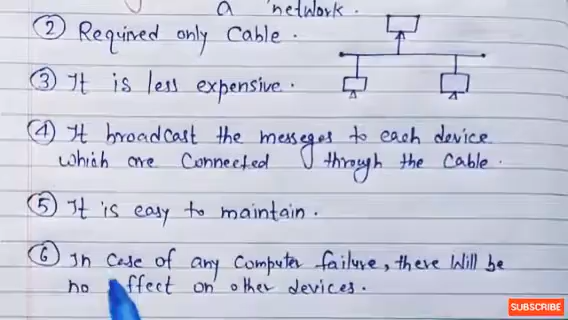 a network.
② Required only Cable.
③ It is less expensive.
④ It broadcast the messeges to each device
which are Connected through the Cable.
⑤ It is easy to maintain.
⑥ In case of any Computer failure, there Will be
no effect on other devices.
SUBSCRIBE